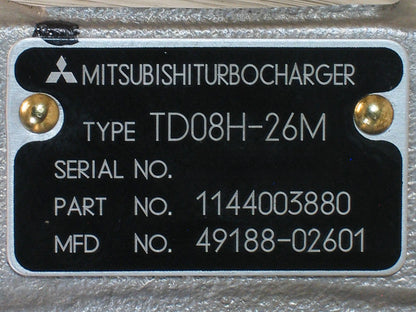 MITSUBISHITURBOCHARGER
TYPE TD08H-26M
SERIAL NO.
PART NO. 1144003880
MFD NO. 49188-02601